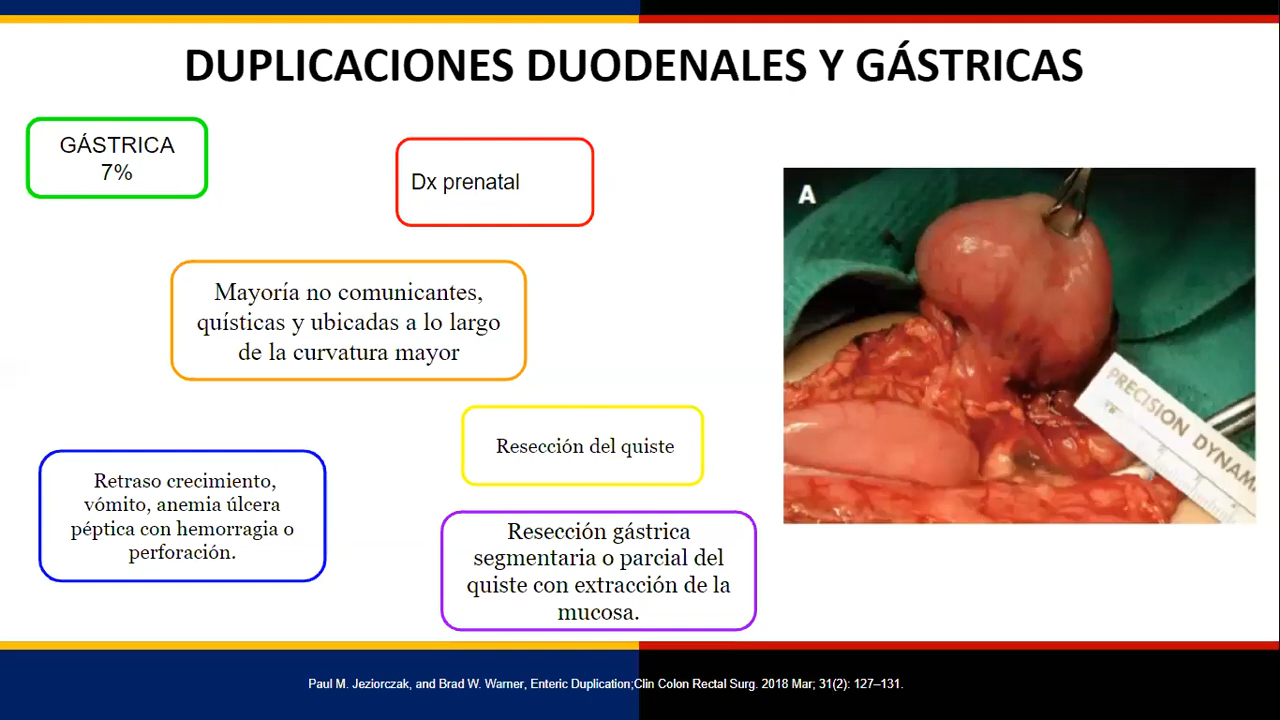 DUPLICACIONES DUODENALES Y GÁSTRICAS
GÁSTRICA
7%
Dx prenatal
Mayoría no comunicantes,
quísticas y ubicadas a lo largo
de la curvatura mayor
Resección del quiste
Retraso crecimiento,
vómito, anemia úlcera
péptica con hemorragia o
perforación.
Resección gástrica
segmentaria o parcial del
quiste con extracción de la
mucosa.
A
PRECISION DYNAM
Paul M. Jeziorczak, and Brad W. Warner, Enteric Duplication;Clin Colon Rectal Surg. 2018 Mar; 31(2): 127–131.